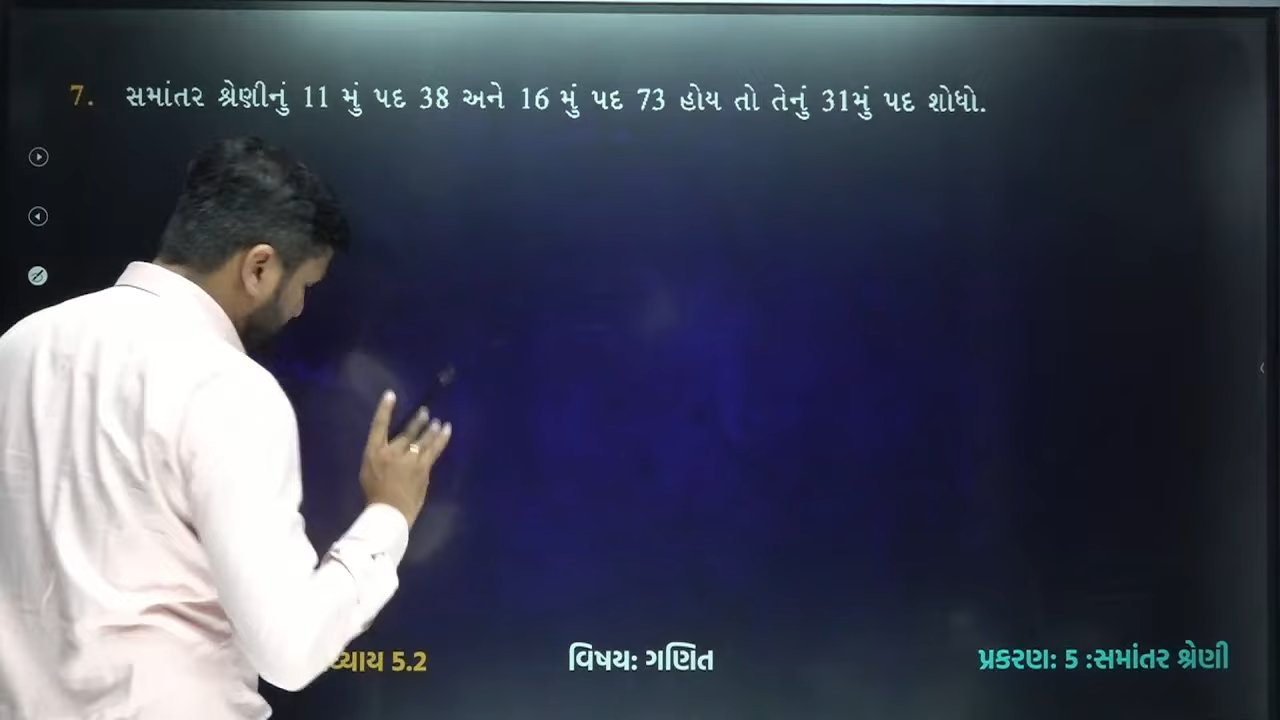 7. સમાંતર શ્રેણીનું 11 મું પદ 38 અને 16 મું પદ 73 હોય તો તેનું 31મું પદ શોધો.
5.2 વિષય: ગણિત પ્રકરણ: 5 :સમાંતર શ્રેણી